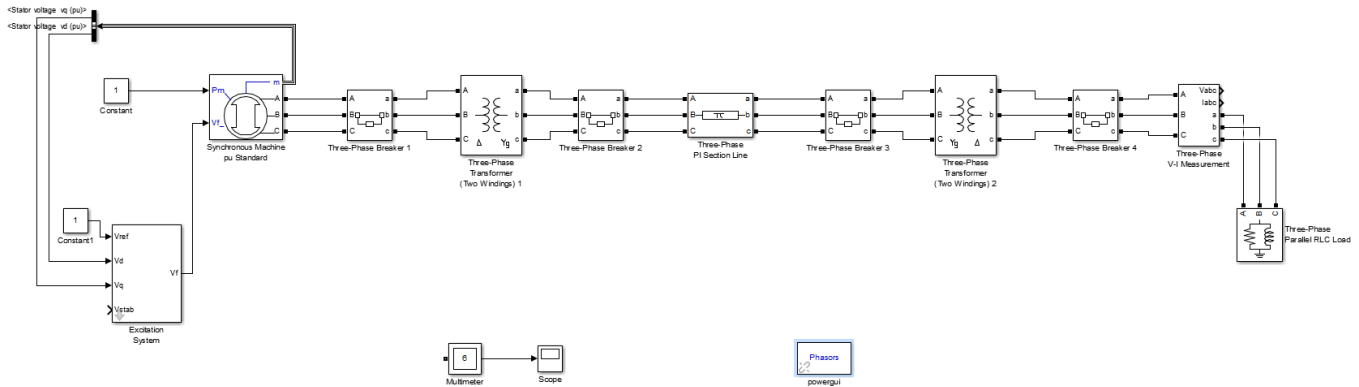 <Stator voltage vq (pu)>
<Stator voltage vd (pu)>
1
Constant
Pm
m
Vf_
A
B
C
Synchronous Machine
pu Standard
A
B
C
a
b
c
Three-Phase Breaker 1
A
B
C
a
b
c
Δ
Yg
Three-Phase
Transformer
(Two Windings) 1
A
B
C
a
b
c
Three-Phase Breaker 2
A
B
C
a
b
c
Three-Phase
PI Section Line
A
B
C
a
b
c
Three-Phase Breaker 3
A
B
C
a
b
c
Yg
Δ
Three-Phase
Transformer
(Two Windings) 2
A
B
C
a
b
c
Three-Phase Breaker 4
A
B
C
Vabc
Iabc
a
b
c
Three-Phase
V-I Measurement
A
B
C
Three-Phase
Parallel RLC Load
1
Constant1
Vref
Vd
Vq
Vstab
Vf
Excitation
System
6
Multimeter
Scope
Phasors
¿?
powergui